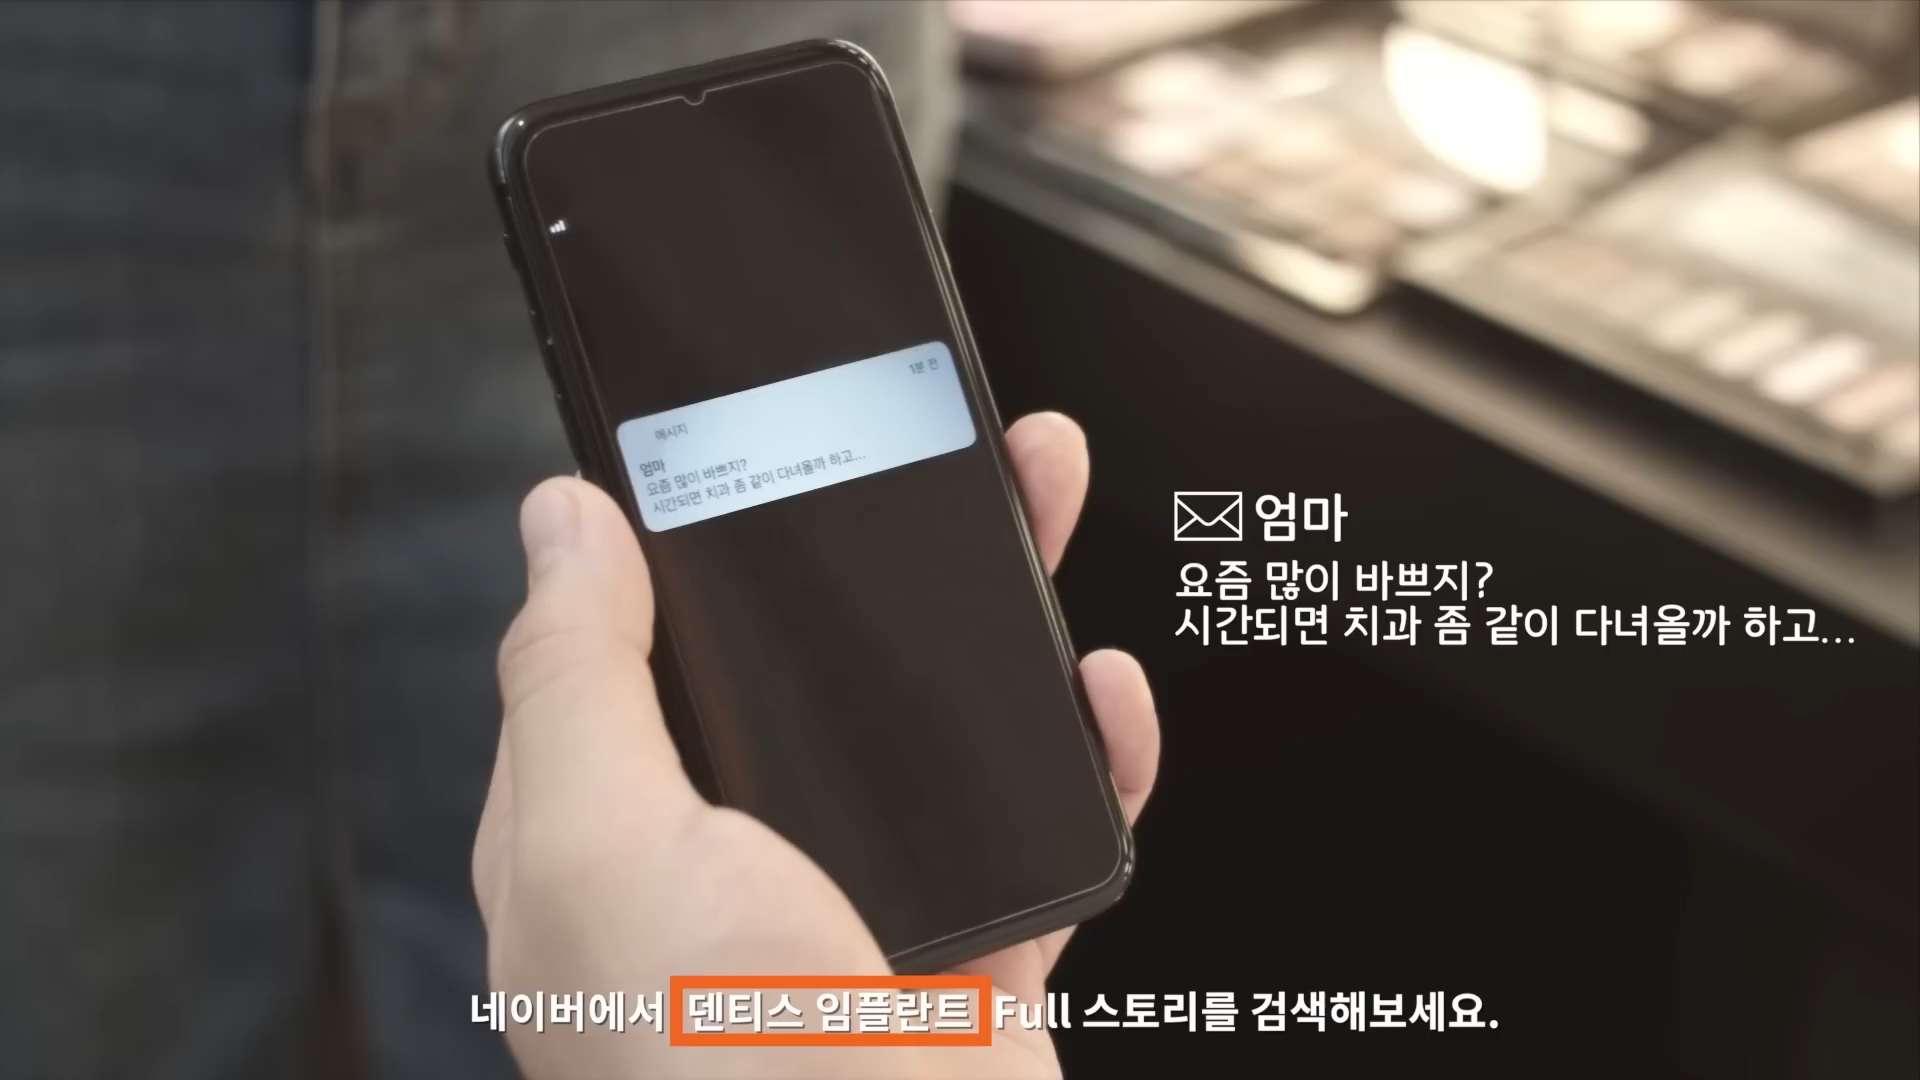 1분 전
메시지
엄마
요즘 많이 바쁘지?
시간되면 치과 좀 같이 다녀올까 하고...
엄마
요즘 많이 바쁘지?
시간되면 치과 좀 같이 다녀올까 하고...
네이버에서 덴티스 임플란트 Full 스토리를 검색해보세요.